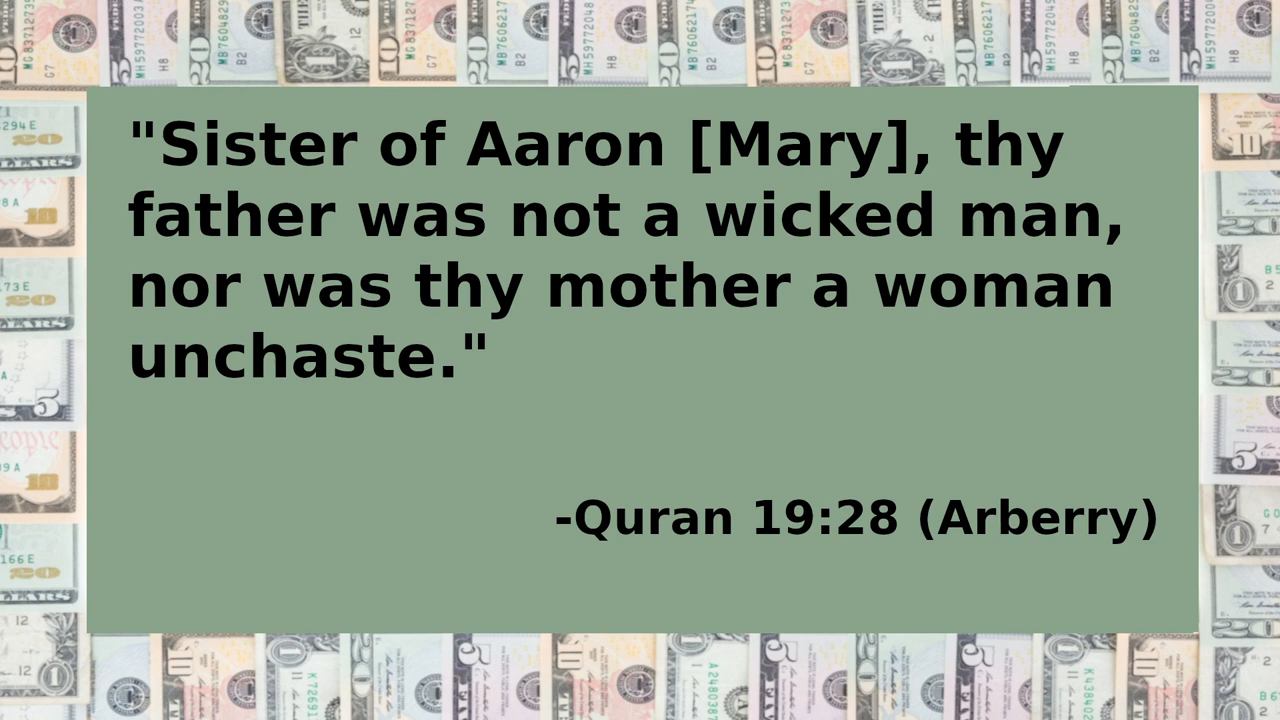 "Sister of Aaron [Mary], thy
father was not a wicked man,
nor was thy mother a woman
unchaste."
-Quran 19:28 (Arberry)